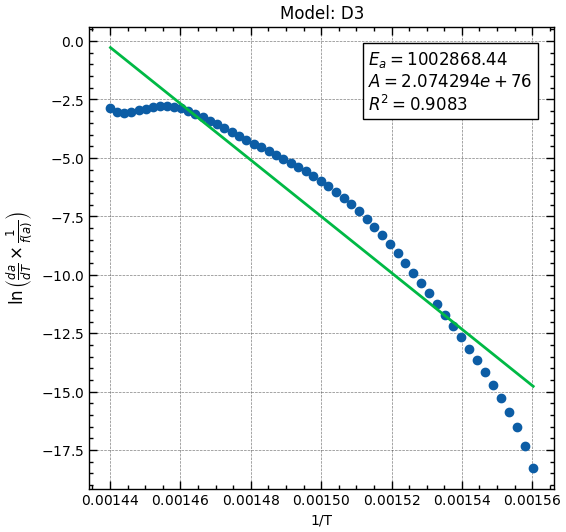 Model: D3
E_a = 1002868.44
A = 2.074294e + 76
R² = 0.9083
ln(da/dT × 1/f(a))
0.0
−2.5
−5.0
−7.5
−10.0
−12.5
−15.0
−17.5
0.00144 0.00146 0.00148 0.00150 0.00152 0.00154 0.00156
1/T